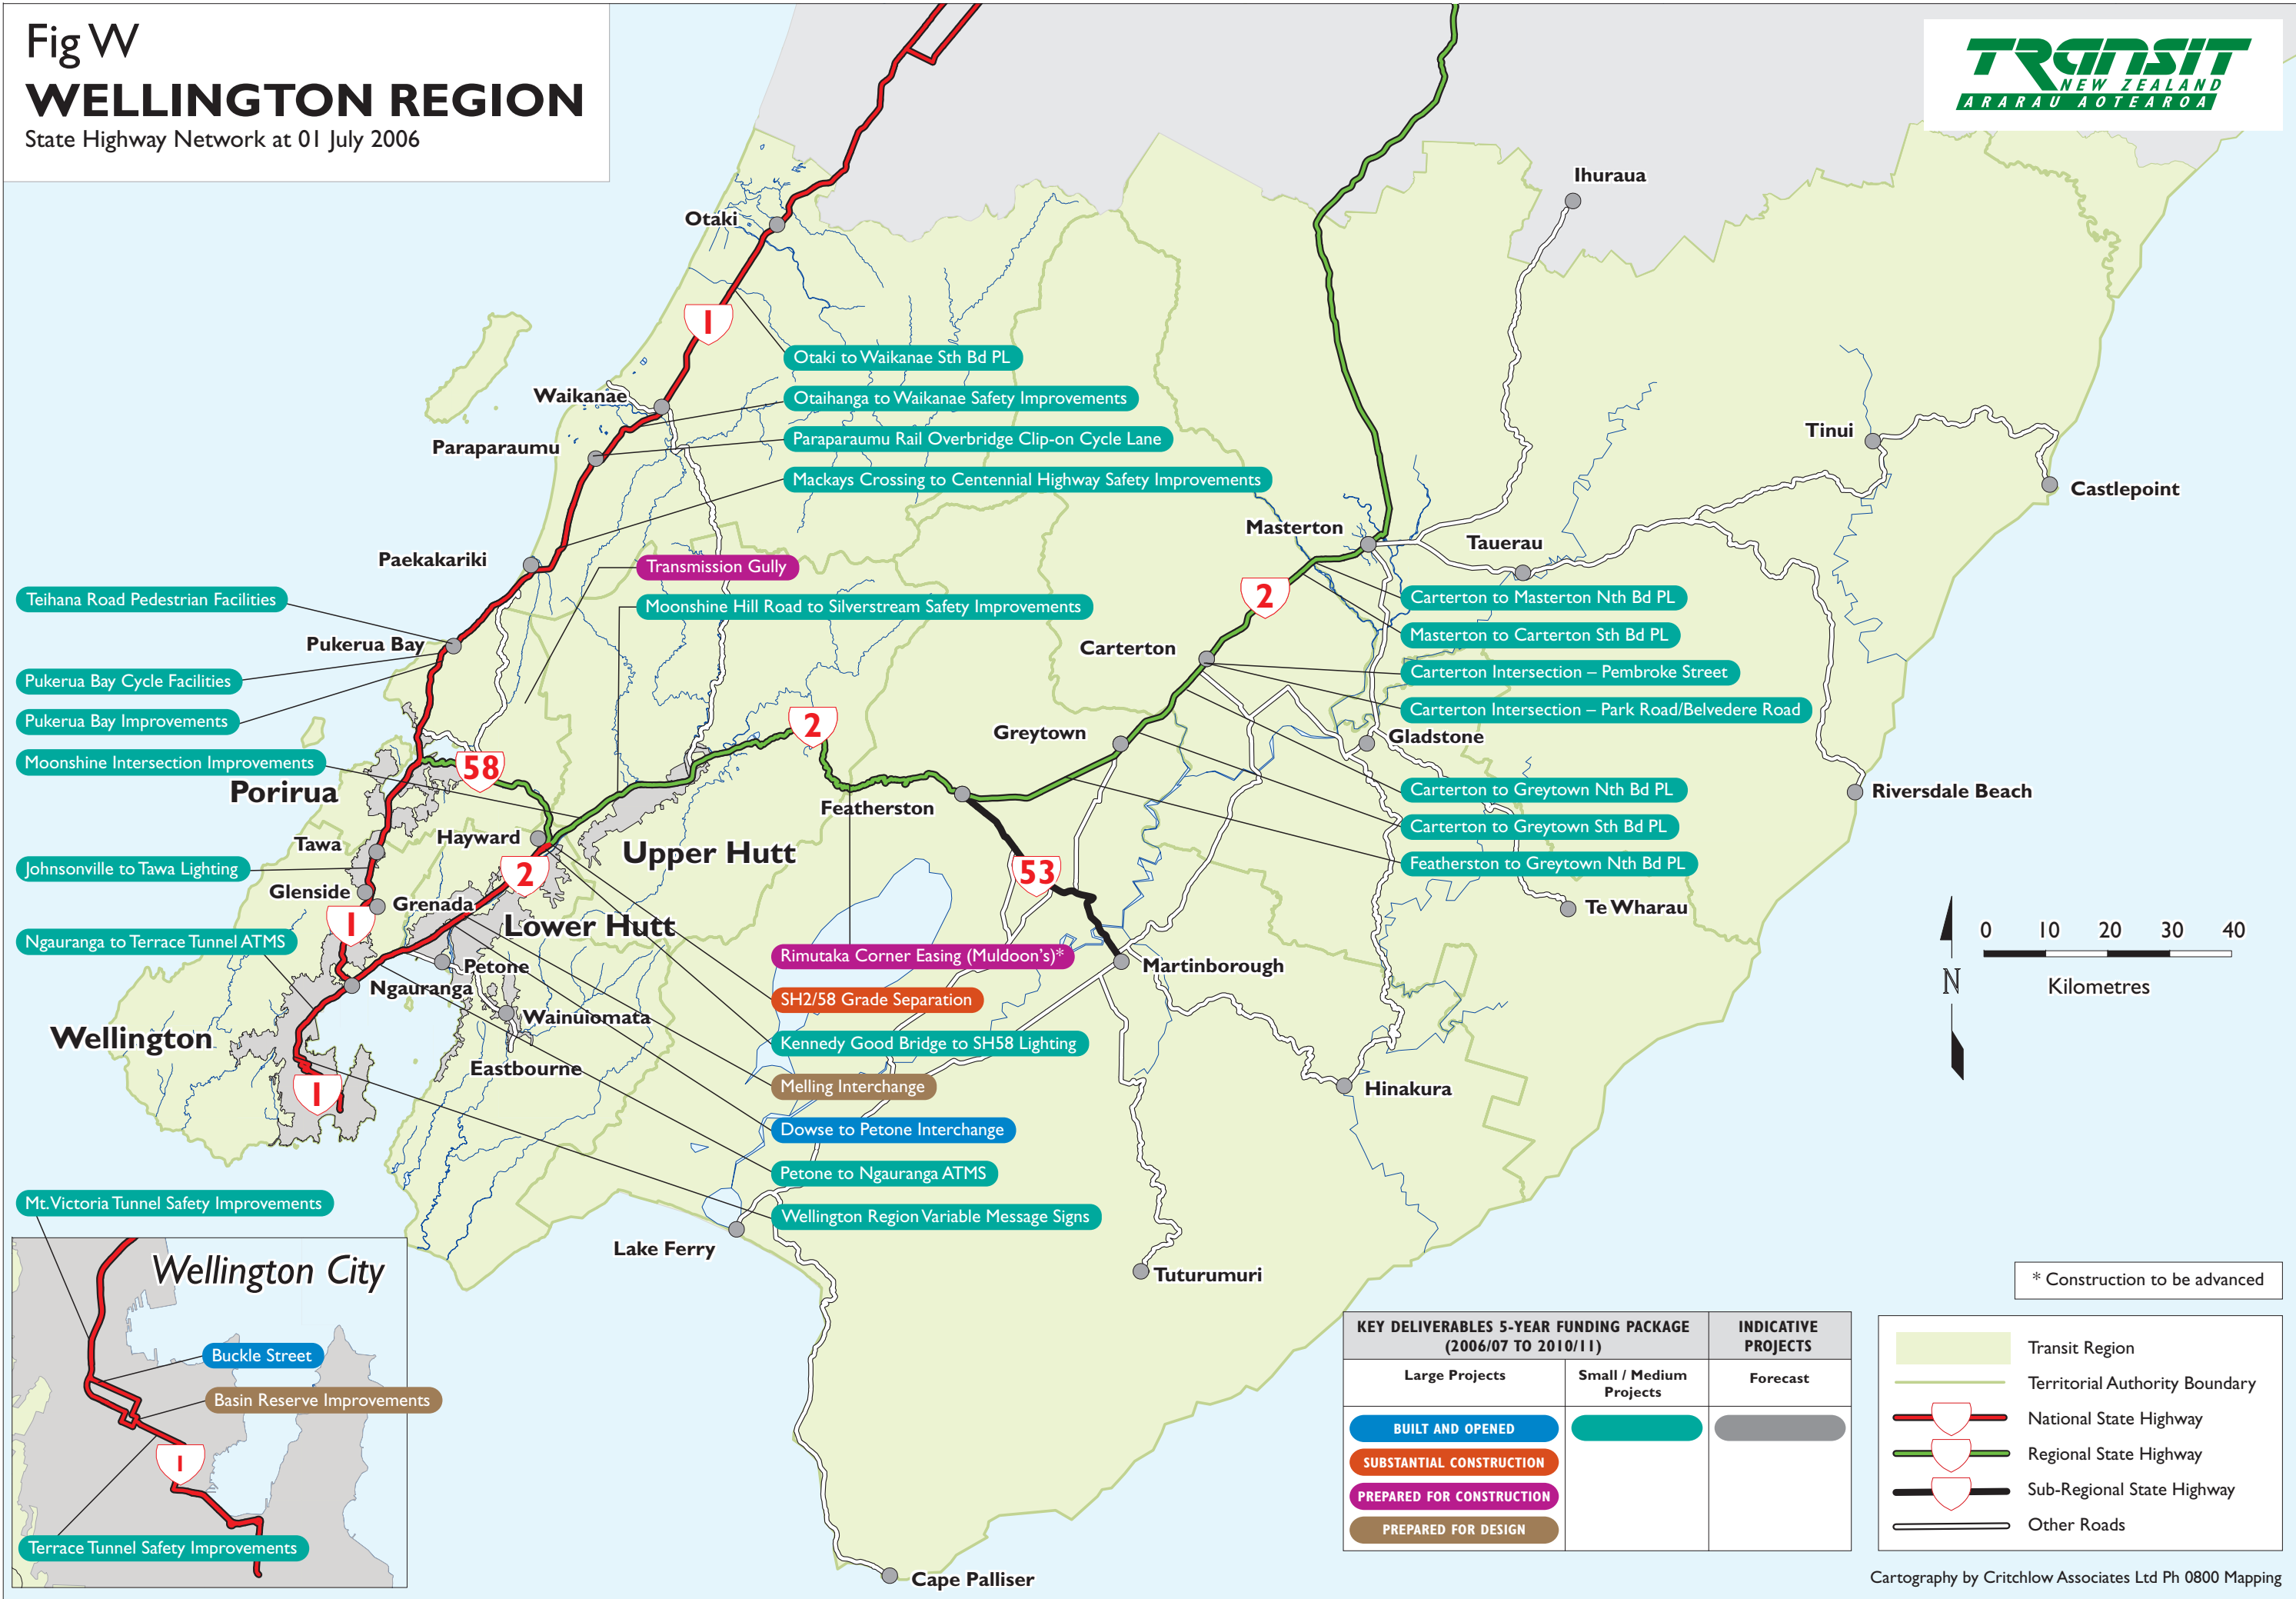 Fig W
WELLINGTON REGION
State Highway Network at 01 July 2006
TRANSIT
NEW ZEALAND
ARARAU AOTEAROA
Ihuraua
Otaki
1
Otaki to Waikanae Sth Bd PL
Waikanae
Otaihanga to Waikanae Safety Improvements
Paraparaumu
Paraparaumu Rail Overbridge Clip-on Cycle Lane
Mackays Crossing to Centennial Highway Safety Improvements
Tinui
Castlepoint
Masterton
Tauerau
Paekakariki
Transmission Gully
Teihana Road Pedestrian Facilities
Moonshine Hill Road to Silverstream Safety Improvements
2
Carterton to Masterton Nth Bd PL
Masterton to Carterton Sth Bd PL
Pukerua Bay
Carterton
Carterton Intersection – Pembroke Street
Pukerua Bay Cycle Facilities
Carterton Intersection – Park Road/Belvedere Road
Pukerua Bay Improvements
2
Greytown
Gladstone
Moonshine Intersection Improvements
58
Porirua
Carterton to Greytown Nth Bd PL
Riversdale Beach
Featherston
Carterton to Greytown Sth Bd PL
Tawa
Hayward
Upper Hutt
Featherston to Greytown Nth Bd PL
Johnsonville to Tawa Lighting
2
53
Glenside
Grenada
Te Wharau
1
Lower Hutt
Ngauranga to Terrace Tunnel ATMS
Rimutaka Corner Easing (Muldoon's)*
Petone
Martinborough
Ngauranga
SH2/58 Grade Separation
Wainuiomata
Wellington
Kennedy Good Bridge to SH58 Lighting
Eastbourne
Melling Interchange
Hinakura
1
Dowse to Petone Interchange
Petone to Ngauranga ATMS
Wellington Region Variable Message Signs
Lake Ferry
Tuturumuri
Cape Palliser
0 10 20 30 40
Kilometres
N
Mt. Victoria Tunnel Safety Improvements
Wellington City
Buckle Street
Basin Reserve Improvements
1
Terrace Tunnel Safety Improvements
KEY DELIVERABLES 5-YEAR FUNDING PACKAGE
(2006/07 TO 2010/11)
INDICATIVE
PROJECTS
Large Projects
Small / Medium
Projects
Forecast
BUILT AND OPENED
SUBSTANTIAL CONSTRUCTION
PREPARED FOR CONSTRUCTION
PREPARED FOR DESIGN
* Construction to be advanced
Transit Region
Territorial Authority Boundary
National State Highway
Regional State Highway
Sub-Regional State Highway
Other Roads
Cartography by Critchlow Associates Ltd Ph 0800 Mapping